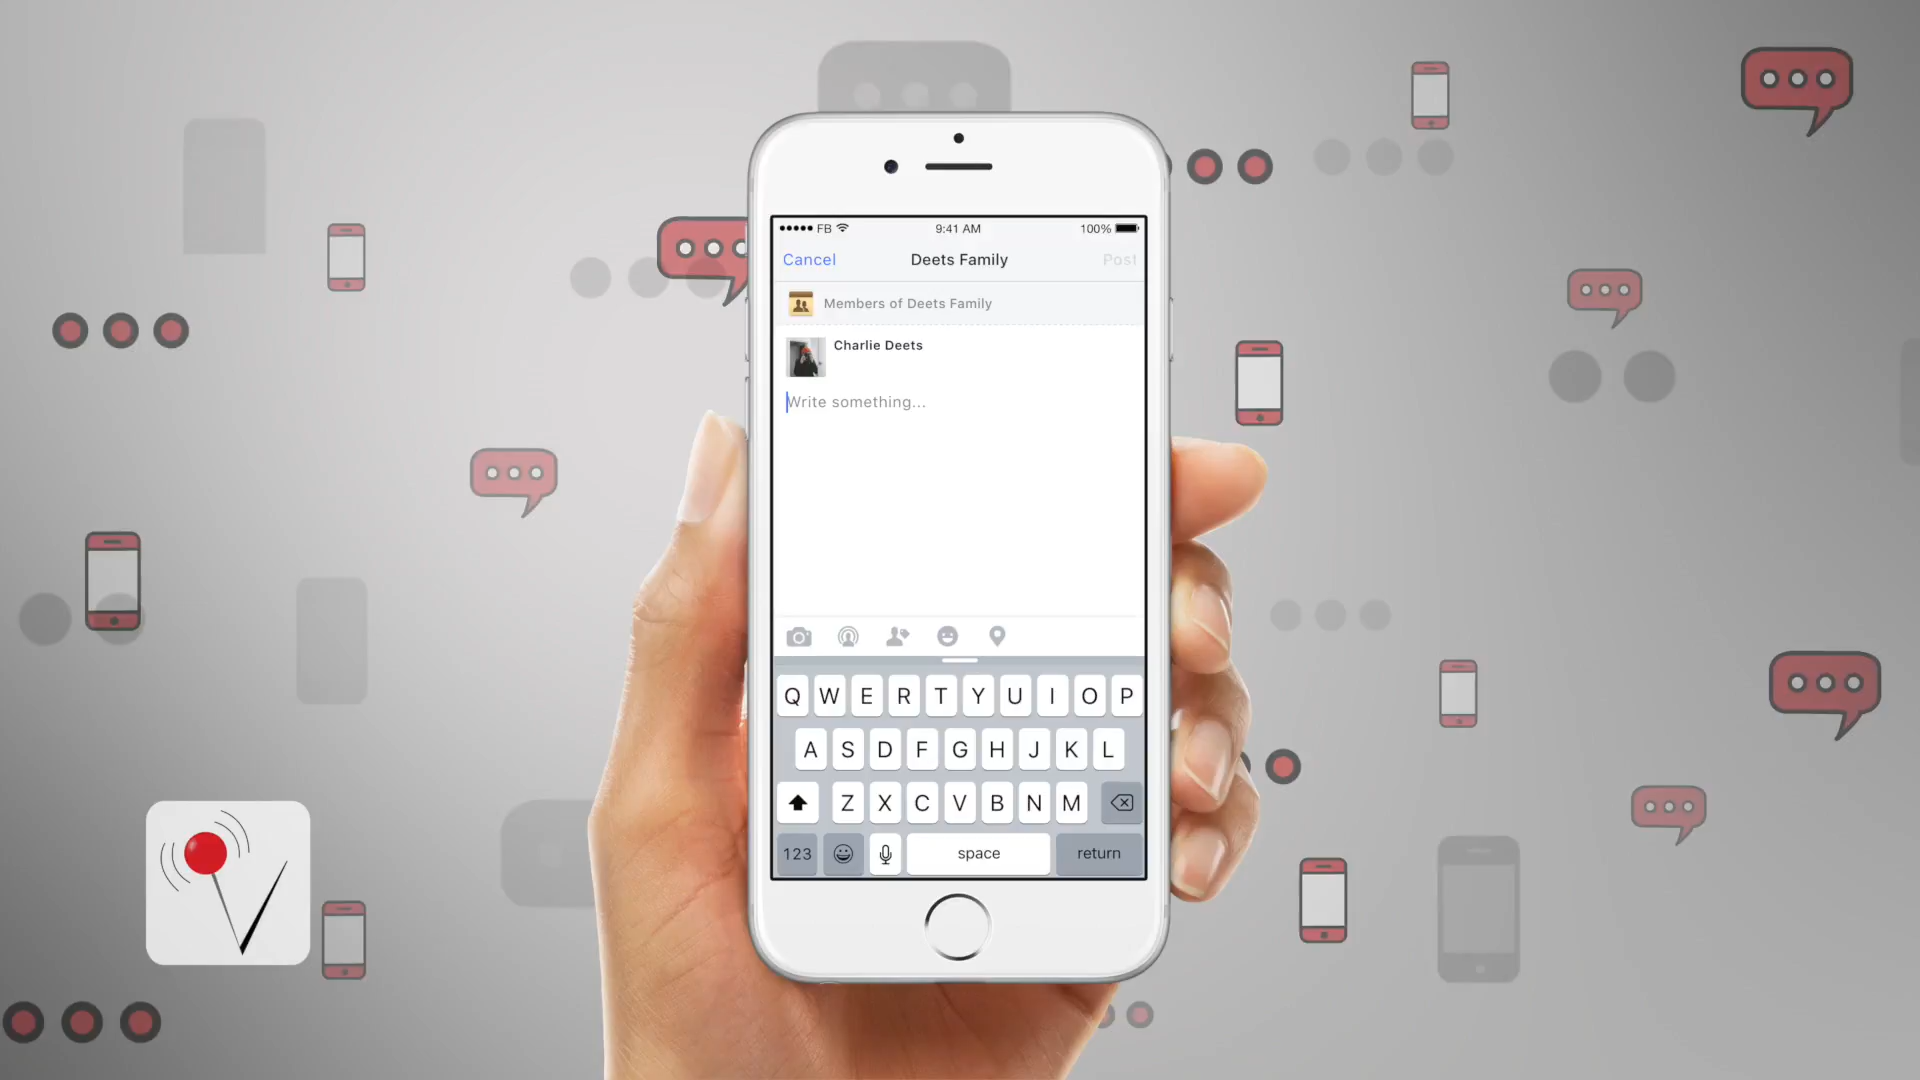 FB 9:41 AM 100%
Cancel Deets Family Post
Members of Deets Family
Charlie Deets
Write something...
Q W E R T Y U I O P
A S D F G H J K L
Z X C V B N M
123 space return